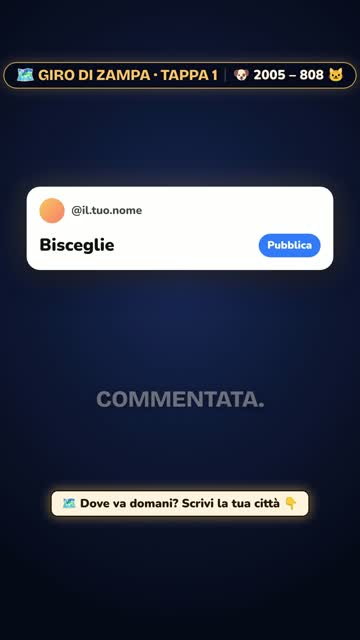 🗺️ GIRO DI ZAMPA • TAPPA 1 | 🐶 2005 – 808 🐱
@il.tuo.nome
Bisceglie
Pubblica
COMMENTATA.
🗺️ Dove va domani? Scrivi la tua città 👇